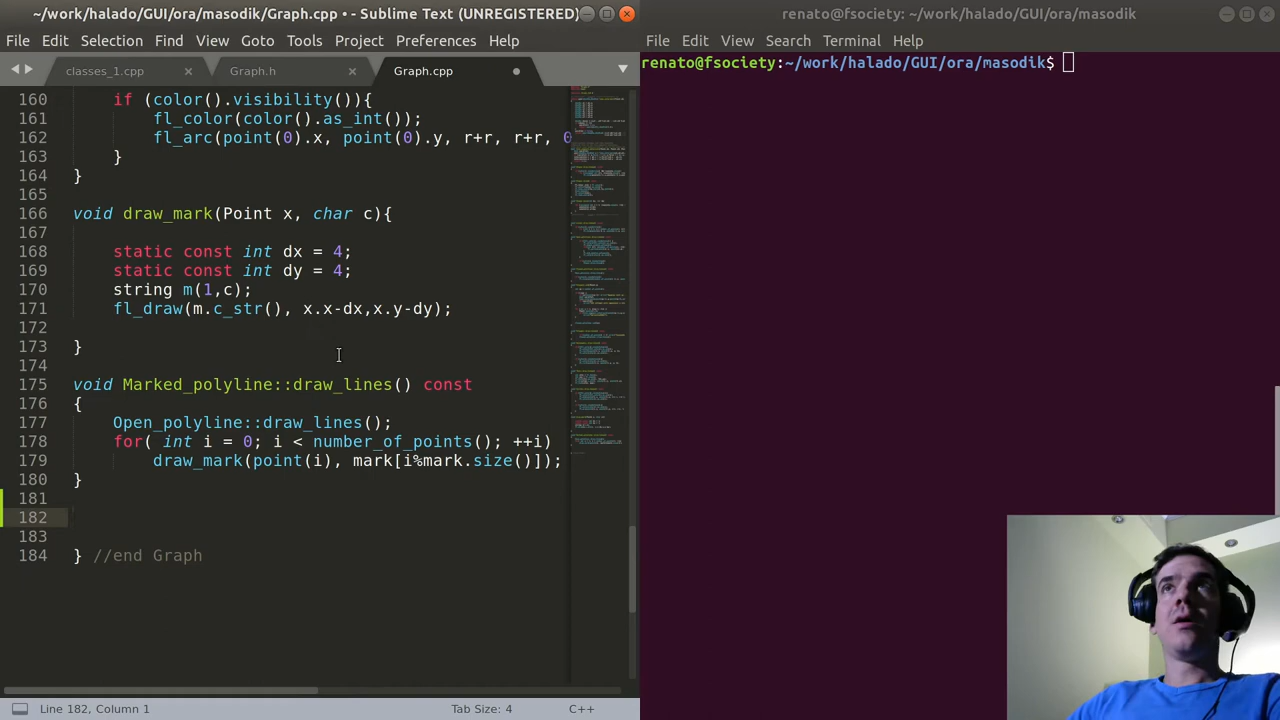 ~/work/halado/GUI/ora/masodik/Graph.cpp • - Sublime Text (UNREGISTERED)
File Edit Selection Find View Goto Tools Project Preferences Help
classes_1.cpp × Graph.h × Graph.cpp
160 if (color().visibility()){
161 fl_color(color().as_int());
162 fl_arc(point(0).x, point(0).y, r+r, r+r, 0
163 }
164 }
165
166 void draw_mark(Point x, char c){
167
168 static const int dx = 4;
169 static const int dy = 4;
170 string m(1,c);
171 fl_draw(m.c_str(), x.x-dx,x.y-dy);
172
173 }
174
175 void Marked_polyline::draw_lines() const
176 {
177 Open_polyline::draw_lines();
178 for( int i = 0; i < number_of_points(); ++i)
179 draw_mark(point(i), mark[i%mark.size()]);
180 }
181
182
183
184 } //end Graph
Line 182, Column 1 Tab Size: 4 C++
renato@fsociety: ~/work/halado/GUI/ora/masodik
File Edit View Search Terminal Help
renato@fsociety:~/work/halado/GUI/ora/masodik$